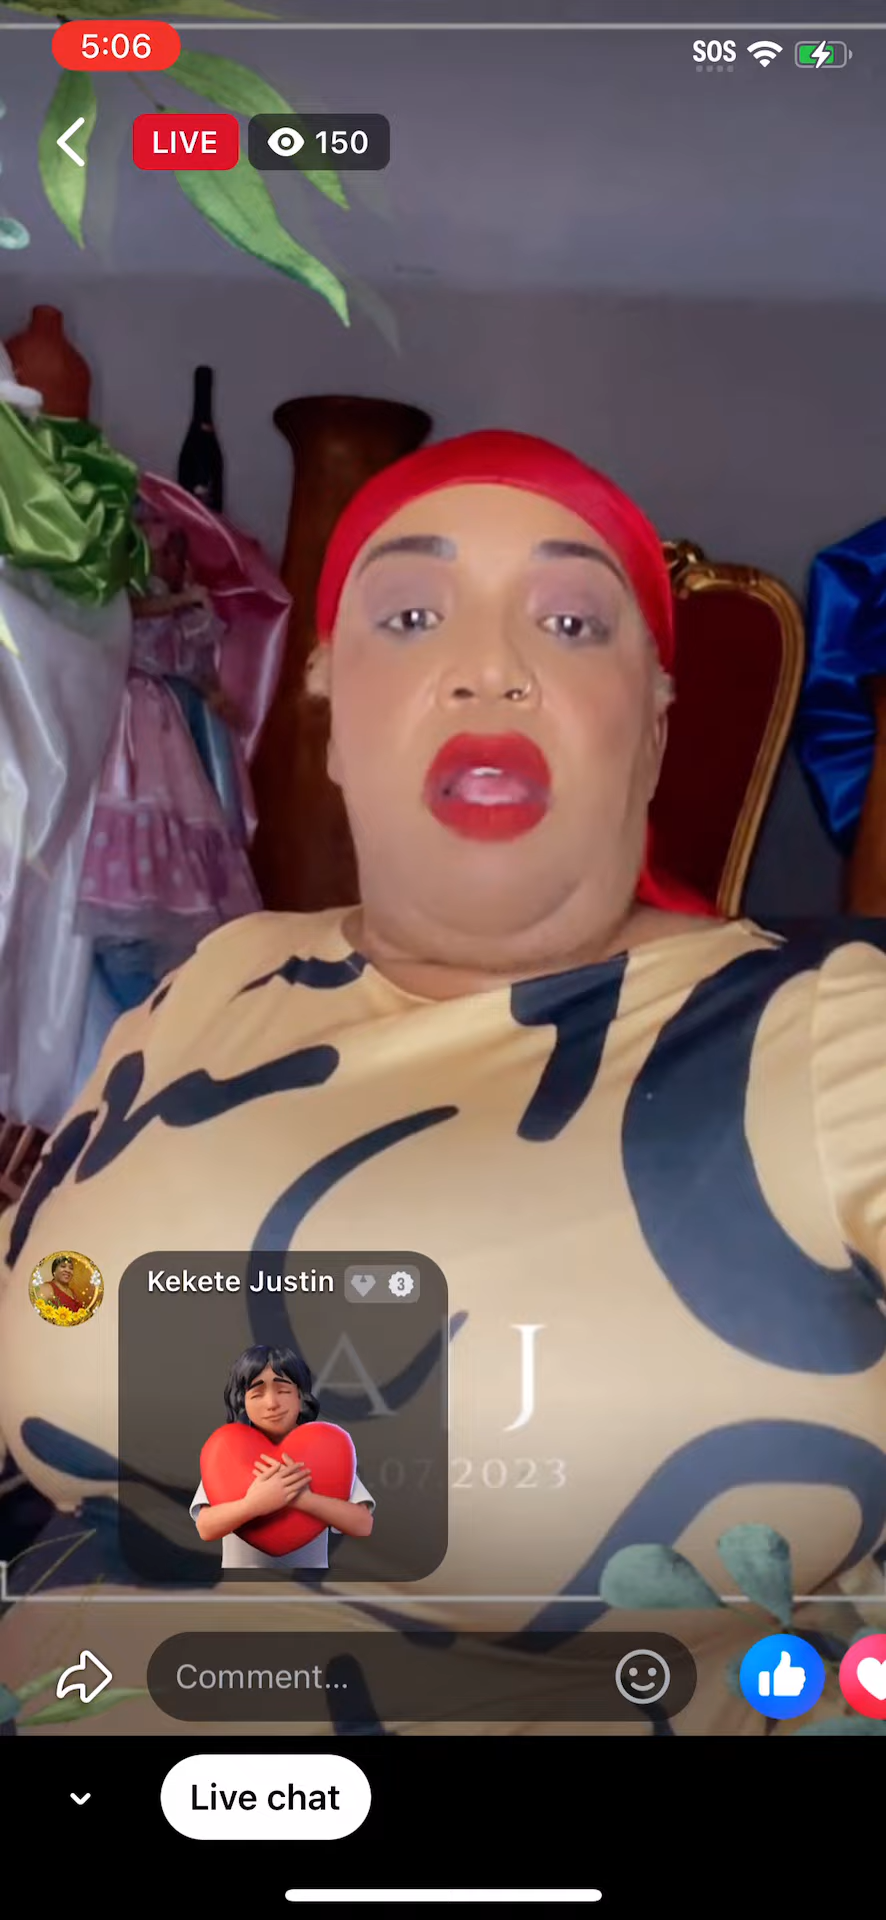 5:06
SOS
LIVE
150
Kekete Justin
3
A | J
.07.2023
Comment...
Live chat